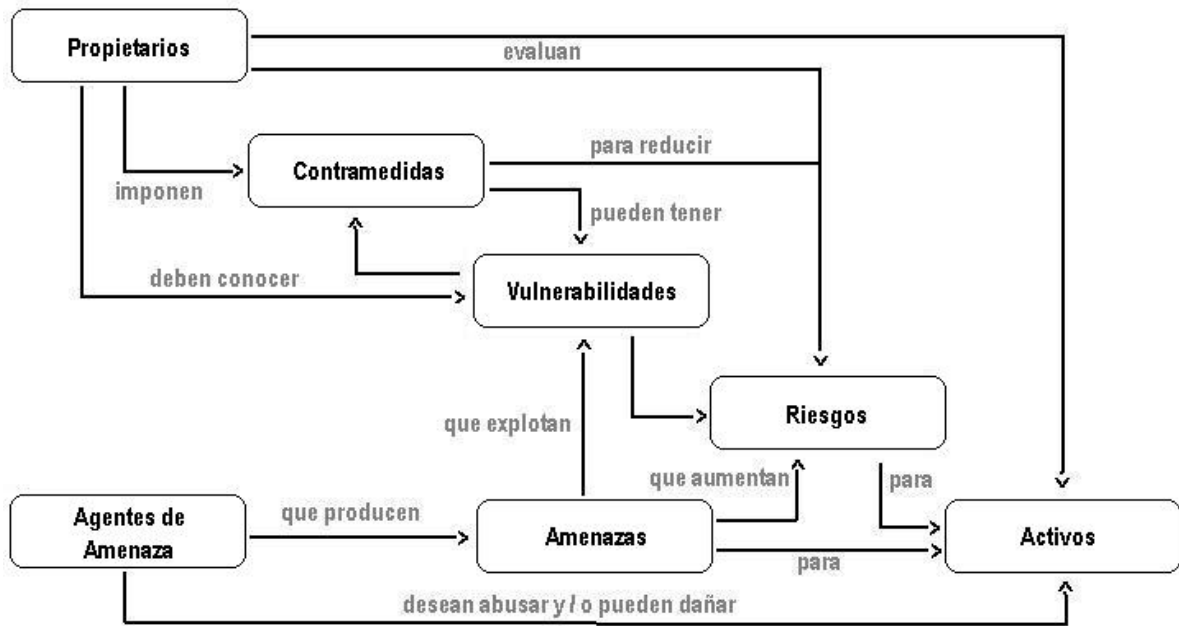 Propietarios
evaluan
Contramedidas
para reducir
imponen
pueden tener
deben conocer
Vulnerabilidades
Riesgos
que explotan
que aumentan
para
Agentes de
Amenaza
que producen
Amenazas
Activos
para
desean abusar y / o pueden dañar